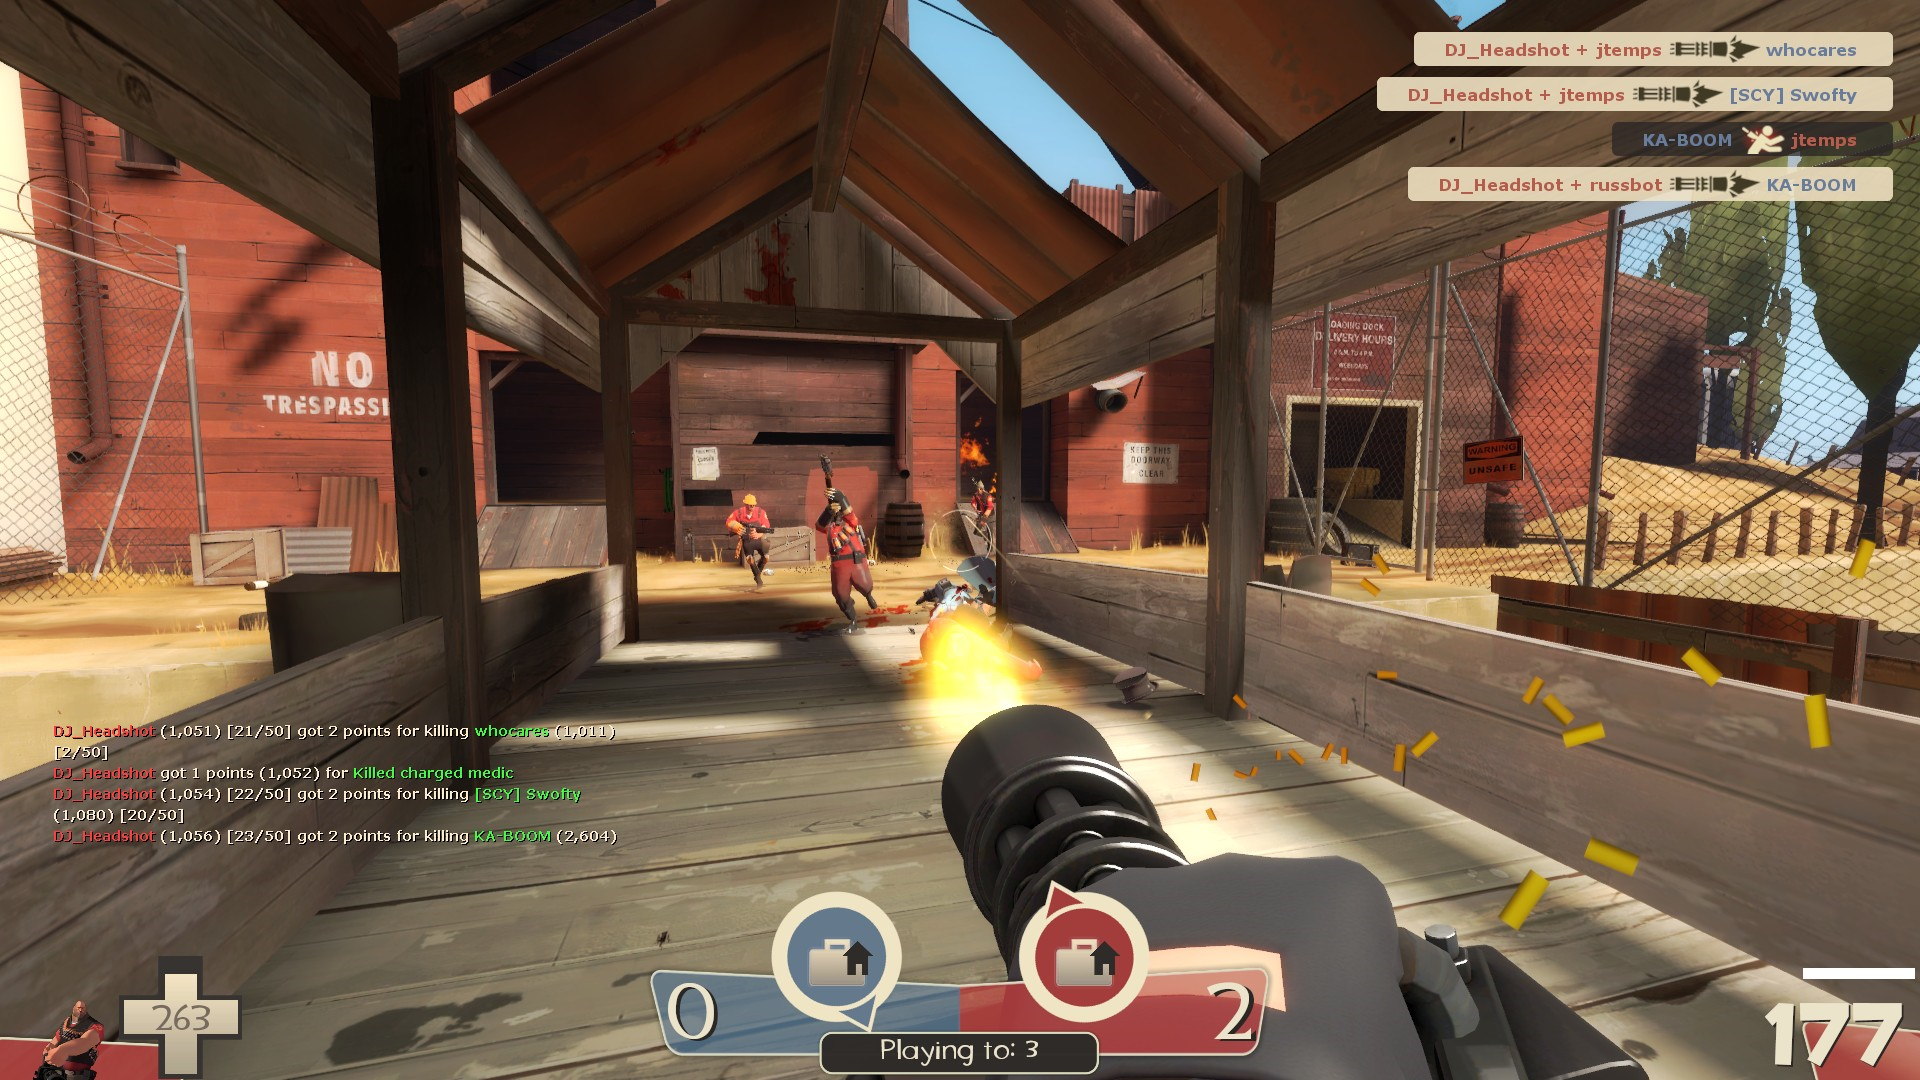 DJ_Headshot + jtemps whocares
DJ_Headshot + jtemps [SCY] Swofty
KA-BOOM jtemps
DJ_Headshot + russbot KA-BOOM
NO
TRESPASSI
LOADING DOCK
DELIVERY HOURS
KEEP THIS
DOORWAY
CLEAR
WARNING
UNSAFE
DJ_Headshot (1,051) [21/50] got 2 points for killing whocares (1,011)
[2/50]
DJ_Headshot got 1 points (1,052) for Killed charged medic
DJ_Headshot (1,054) [22/50] got 2 points for killing [SCY] Swofty
(1,080) [20/50]
DJ_Headshot (1,056) [23/50] got 2 points for killing KA-BOOM (2,604)
263
0
2
Playing to: 3
177